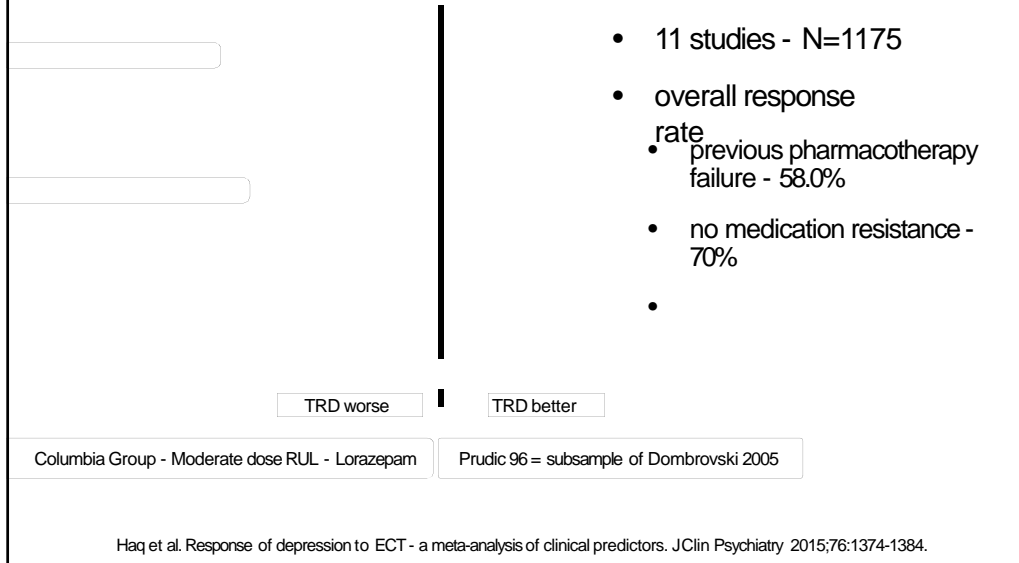 • 11 studies - N=1175
• overall response
rate
• previous pharmacotherapy
failure - 58.0%
• no medication resistance -
70%
•
TRD worse
TRD better
Columbia Group - Moderate dose RUL - Lorazepam
Prudic 96 = subsample of Dombrovski 2005
Haq et al. Response of depression to ECT - a meta-analysis of clinical predictors. JClin Psychiatry 2015;76:1374-1384.